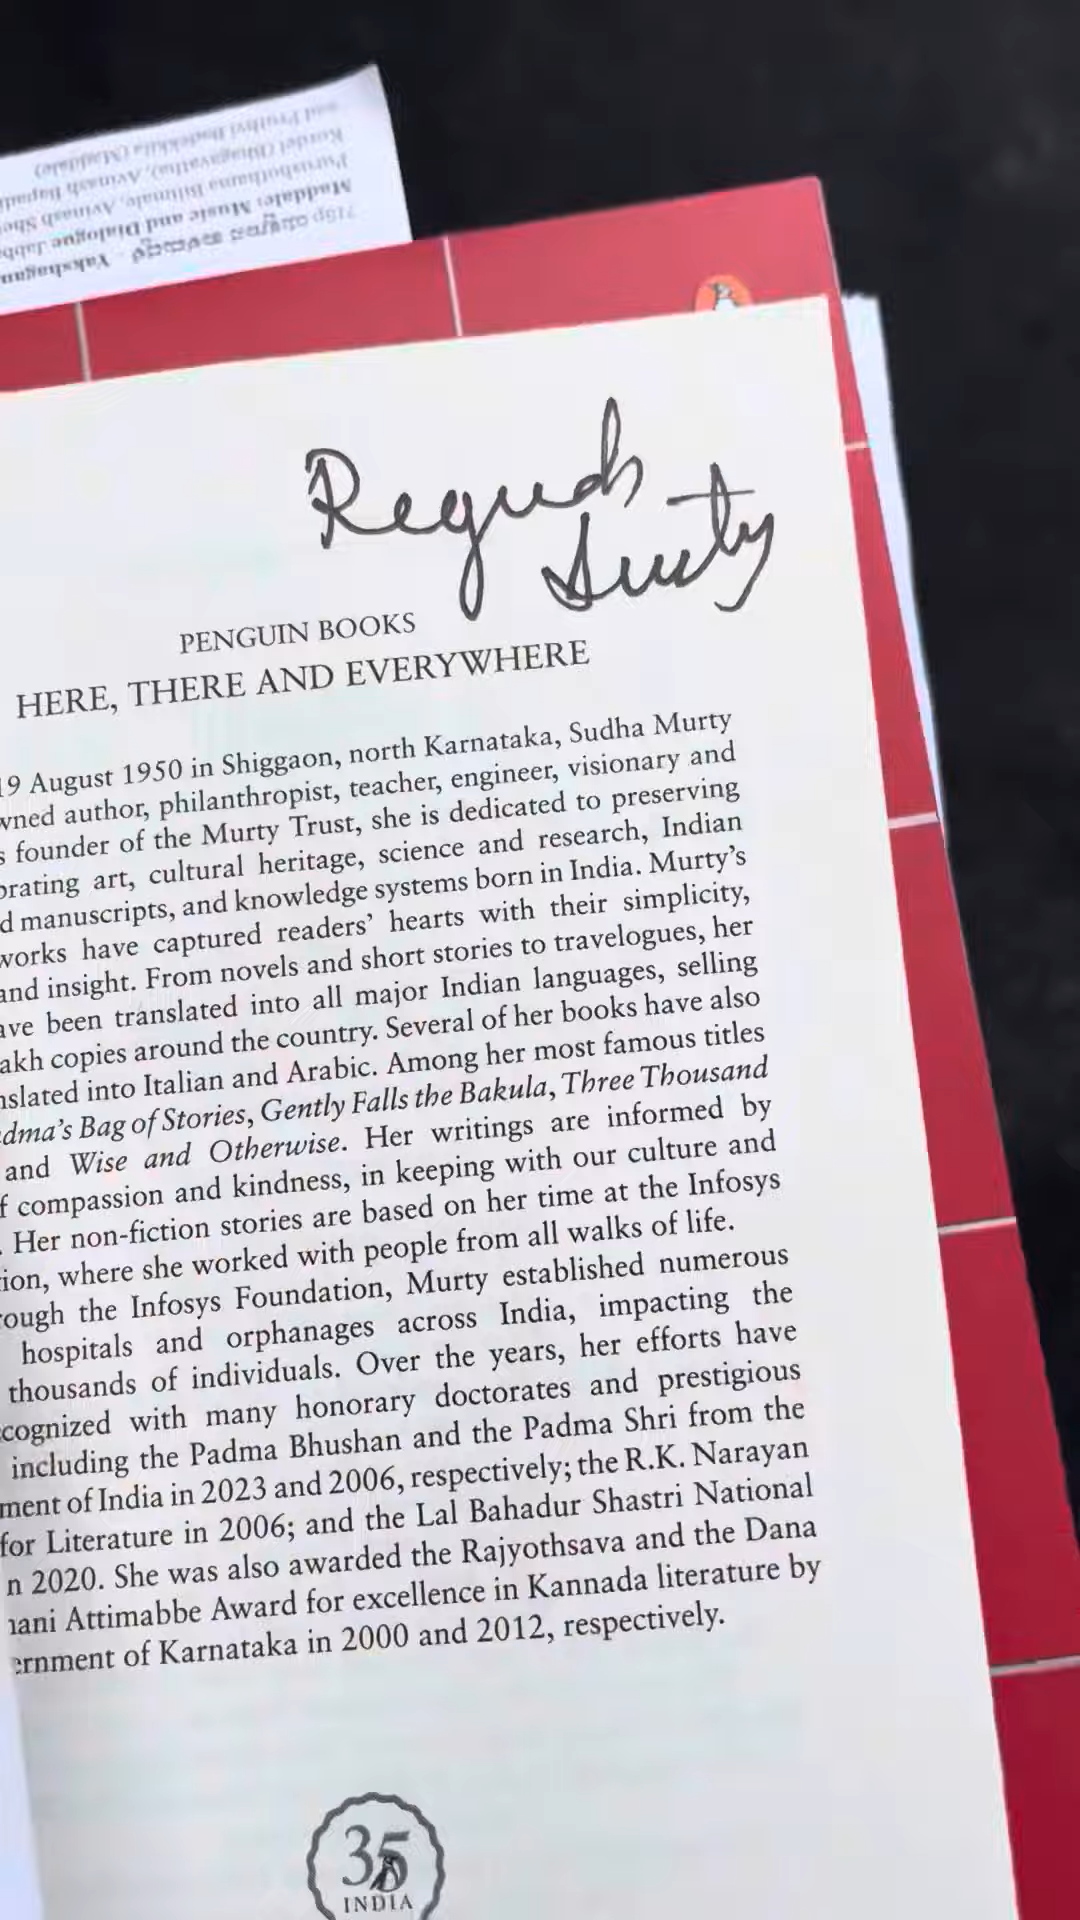 Regards
Murty
PENGUIN BOOKS
HERE, THERE AND EVERYWHERE
19 August 1950 in Shiggaon, north Karnataka, Sudha Murty
wned author, philanthropist, teacher, engineer, visionary and
s founder of the Murty Trust, she is dedicated to preserving
orating art, cultural heritage, science and research, Indian
d manuscripts, and knowledge systems born in India. Murty's
works have captured readers' hearts with their simplicity,
and insight. From novels and short stories to travelogues, her
ave been translated into all major Indian languages, selling
akh copies around the country. Several of her books have also
nslated into Italian and Arabic. Among her most famous titles
dma's Bag of Stories, Gently Falls the Bakula, Three Thousand
and Wise and Otherwise. Her writings are informed by
f compassion and kindness, in keeping with our culture and
. Her non-fiction stories are based on her time at the Infosys
ion, where she worked with people from all walks of life.
rough the Infosys Foundation, Murty established numerous
hospitals and orphanages across India, impacting the
thousands of individuals. Over the years, her efforts have
cognized with many honorary doctorates and prestigious
including the Padma Bhushan and the Padma Shri from the
ment of India in 2023 and 2006, respectively; the R.K. Narayan
for Literature in 2006; and the Lal Bahadur Shastri National
n 2020. She was also awarded the Rajyothsava and the Dana
nani Attimabbe Award for excellence in Kannada literature by
ernment of Karnataka in 2000 and 2012, respectively.
35
INDIA